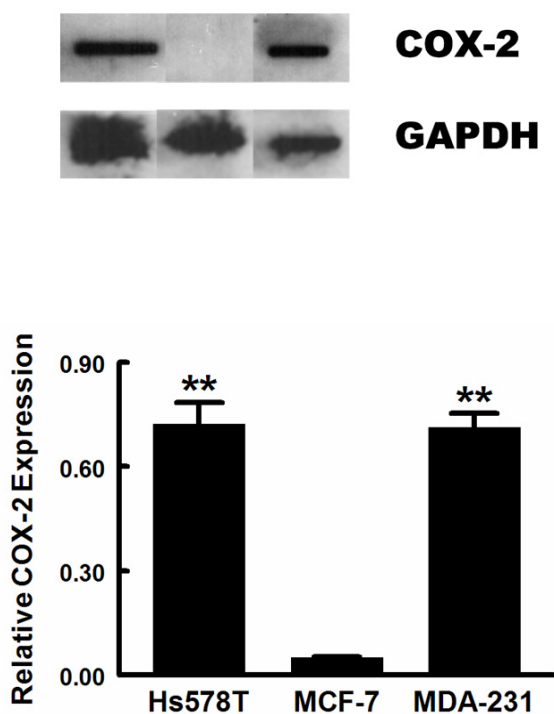 COX-2
GAPDH
Relative COX-2 Expression
0.90
0.60
0.30
0.00
**
**
Hs578T MCF-7 MDA-231